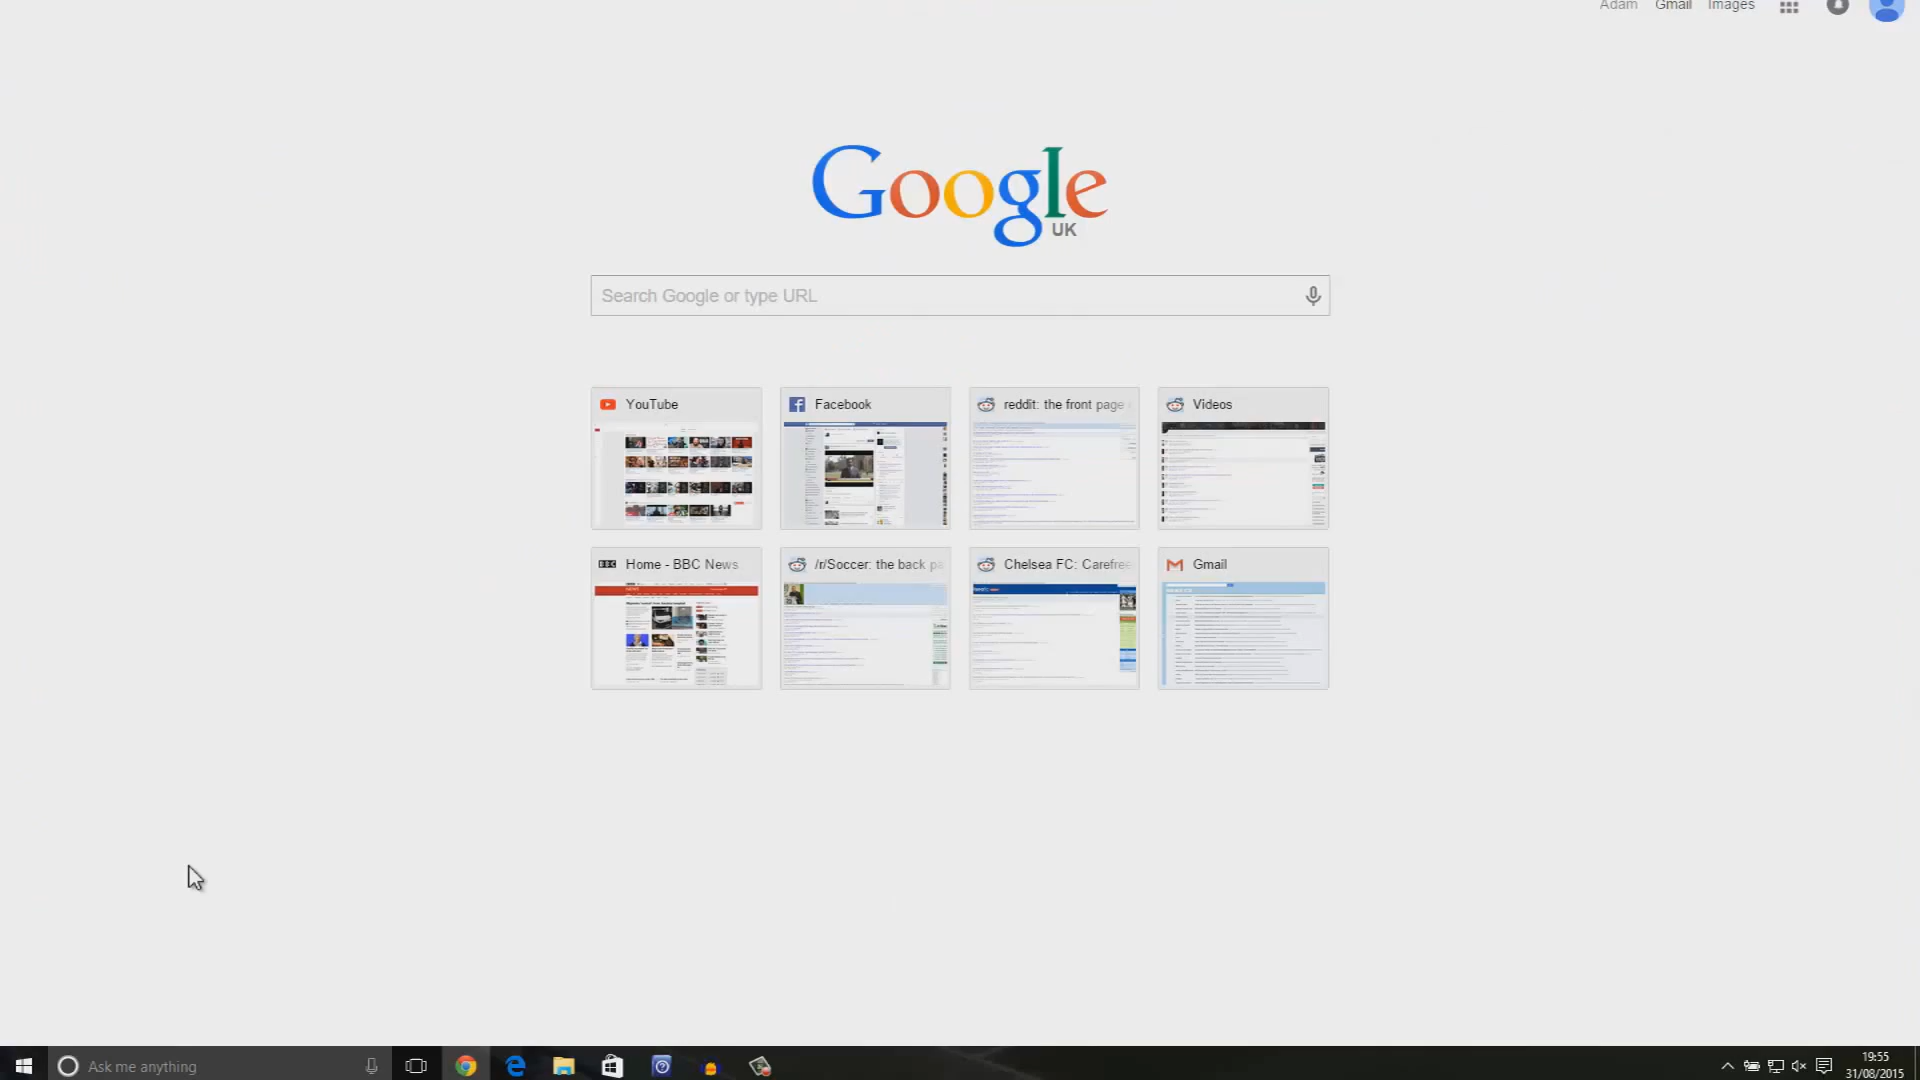 Adam Gmail Images
Google
UK
Search Google or type URL
YouTube
Facebook
reddit: the front page
Videos
BBC Home - BBC News
/r/Soccer: the back pa
Chelsea FC: Carefree
Gmail
Ask me anything
19:55
31/08/2015